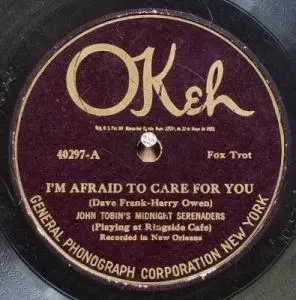 OKeh
40297-A
Fox Trot
I'M AFRAID TO CARE FOR YOU
(Dave Frank-Harry Owen)
JOHN TOBIN'S MIDNIGHT SERENADERS
(Playing at Ringside Cafe)
Recorded in New Orleans
GENERAL PHONOGRAPH CORPORATION NEW YORK